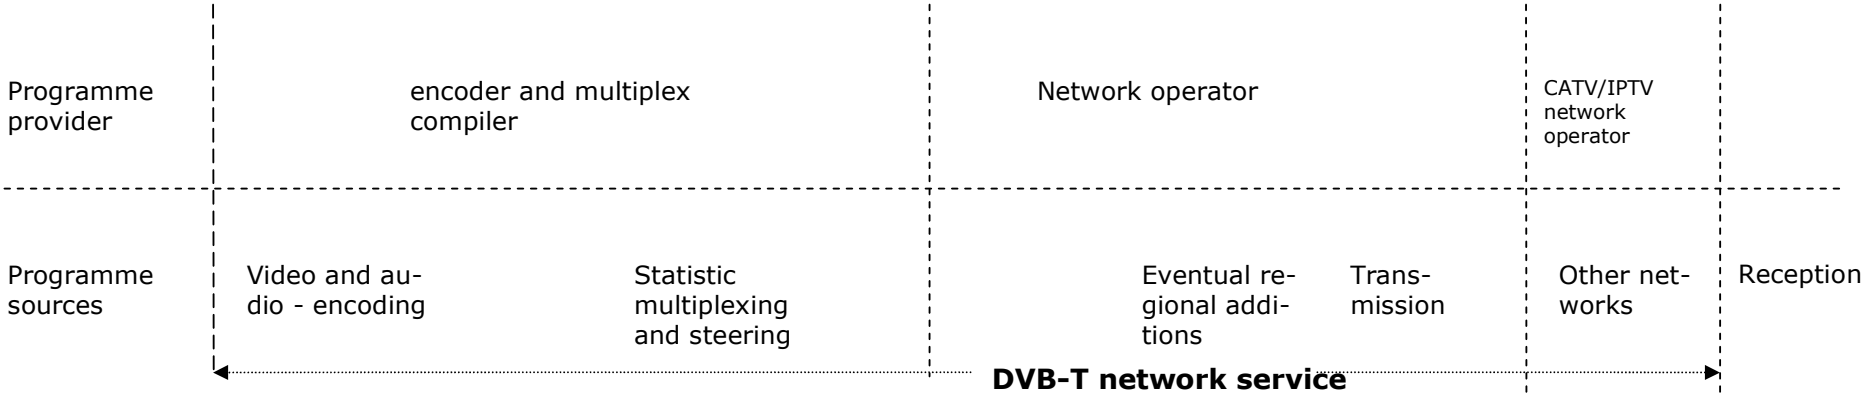 Programme
provider
encoder and multiplex
compiler
Network operator
CATV/IPTV
network
operator
Programme
sources
Video and au-
dio - encoding
Statistic
multiplexing
and steering
Eventual re-
gional addi-
tions
Trans-
mission
Other net-
works
Reception
DVB-T network service